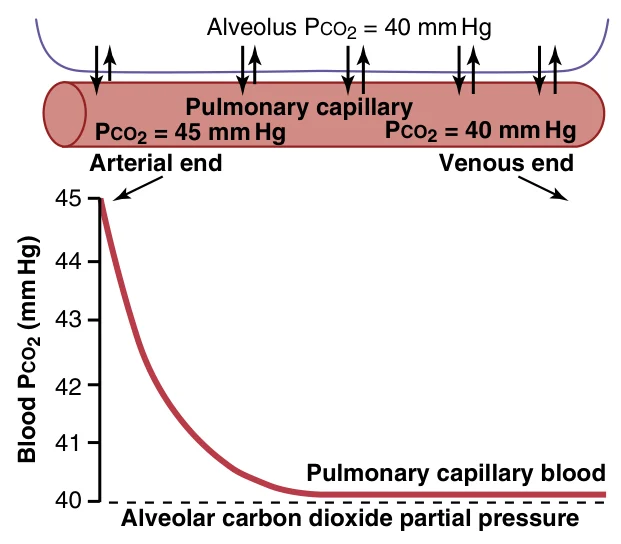 Alveolus PCO2 = 40 mm Hg
Pulmonary capillary
PCO2 = 45 mm Hg
PCO2 = 40 mm Hg
Arterial end
Venous end
Blood PCO2 (mm Hg)
45
44
43
42
41
40
Pulmonary capillary blood
Alveolar carbon dioxide partial pressure